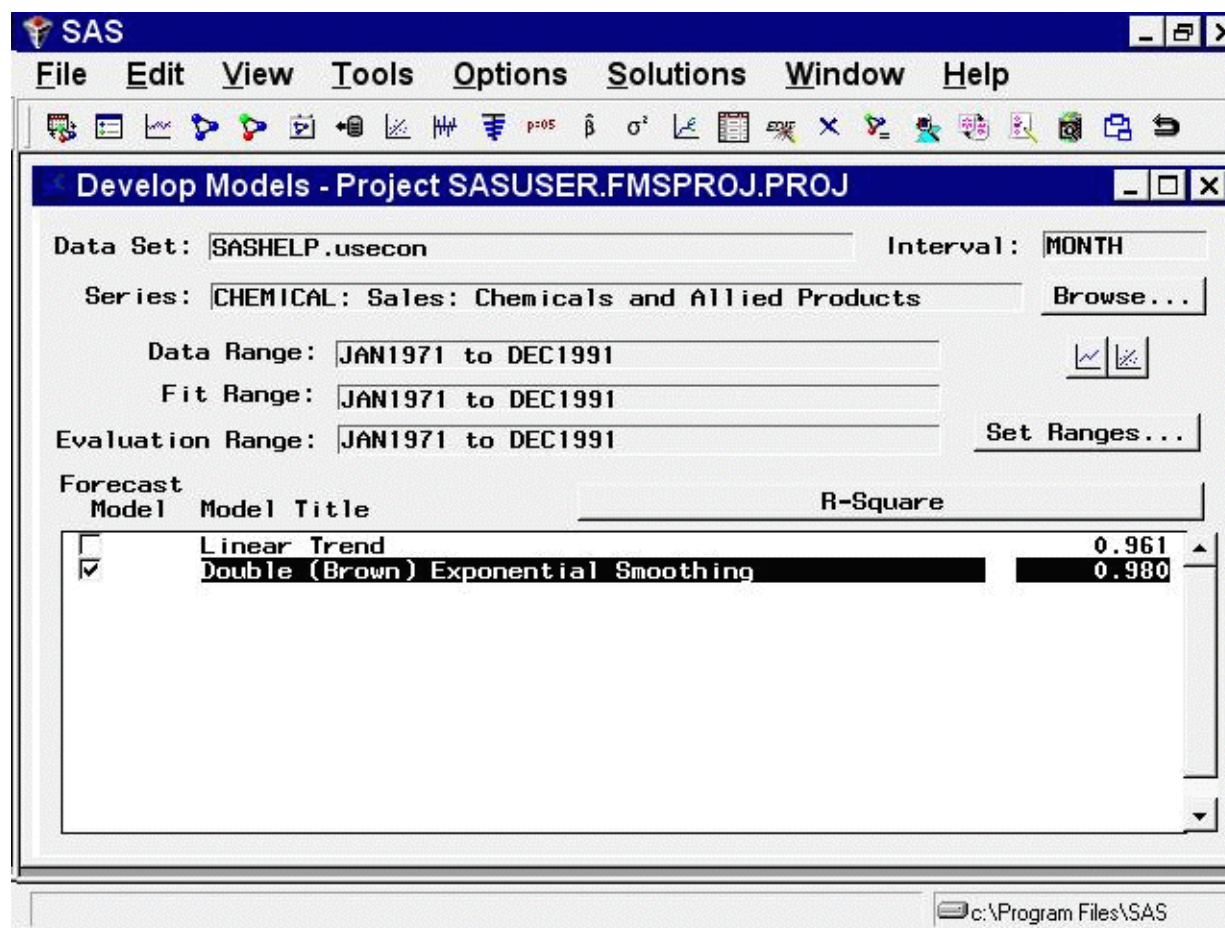 SAS
File Edit View Tools Options Solutions Window Help
p=05 β̂ σ²
Develop Models - Project SASUSER.FMSPROJ.PROJ
Data Set: SASHELP.usecon Interval: MONTH
Series: CHEMICAL: Sales: Chemicals and Allied Products Browse...
Data Range: JAN1971 to DEC1991
Fit Range: JAN1971 to DEC1991
Evaluation Range: JAN1971 to DEC1991 Set Ranges...
Forecast
Model Model Title R-Square
Linear Trend 0.961
Double (Brown) Exponential Smoothing 0.980
c:\Program Files\SAS